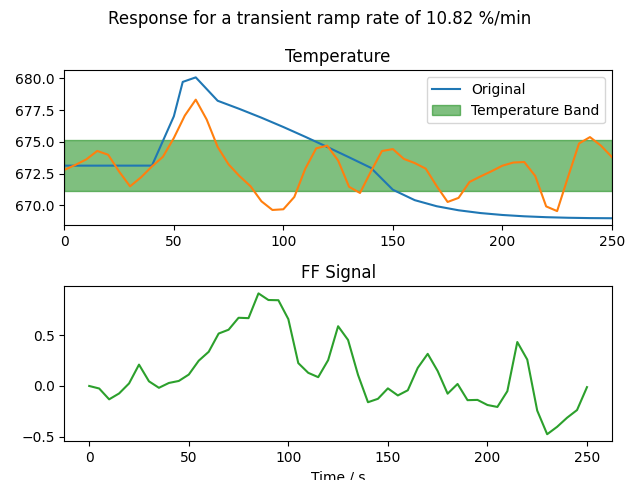 Response for a transient ramp rate of 10.82 %/min
Temperature
680.0
677.5
675.0
672.5
670.0
Original
Temperature Band
0 50 100 150 200 250
FF Signal
0.5
0.0
−0.5
0 50 100 150 200 250
Time / s